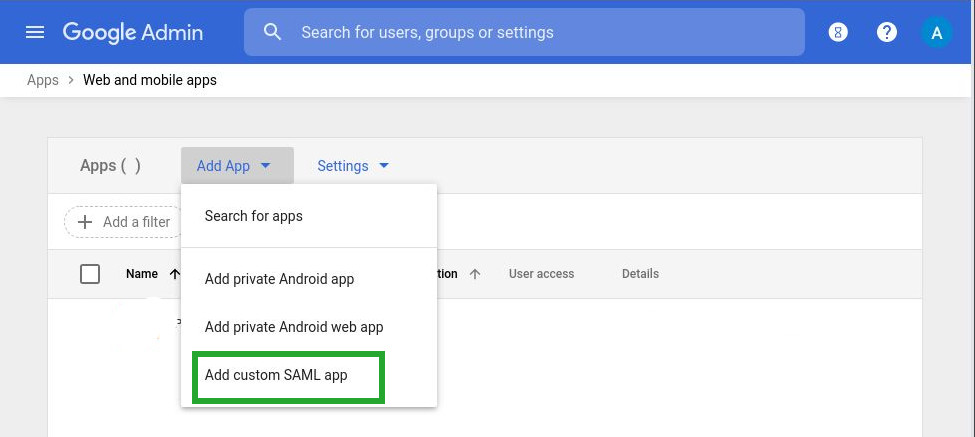 Google Admin
Search for users, groups or settings
A
Apps > Web and mobile apps
Apps ( )
Add App
Settings
Add a filter
Search for apps
Name
User access
Details
Add private Android app
Add private Android web app
Add custom SAML app